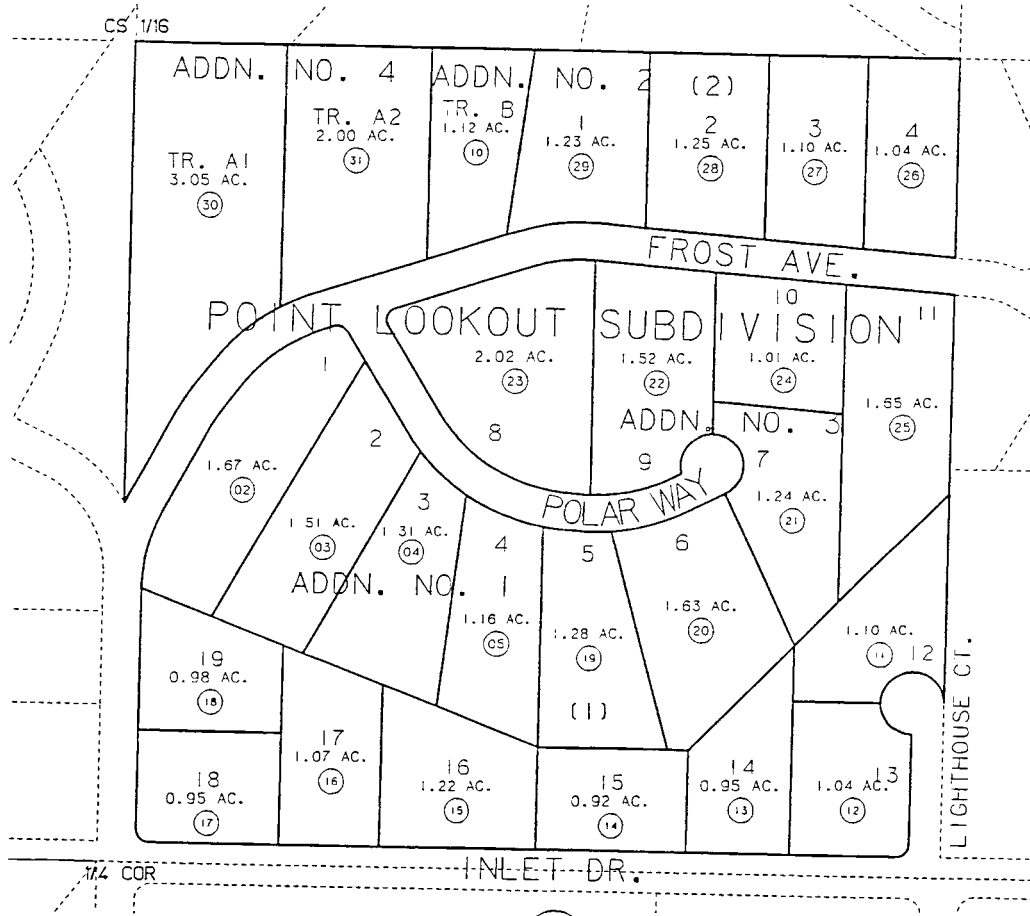 CS 1/16
ADDN. NO. 4
ADDN. NO. 2
(2)
TR. A1
3.05 AC.
30
TR. A2
2.00 AC.
31
TR. B
1.12 AC.
10
1
1.23 AC.
29
2
1.25 AC.
28
3
1.10 AC.
27
4
1.04 AC.
26
FROST AVE.
POINT LOOKOUT SUBDIVISION
1
1.67 AC.
02
2
1.51 AC.
03
3
1.31 AC.
04
4
1.16 AC.
05
ADDN. NO. 1
5
1.28 AC.
19
(1)
6
1.63 AC.
20
7
1.24 AC.
21
2.02 AC.
23
8
1.52 AC.
22
9
ADDN. NO. 3
10
1.01 AC.
24
11
1.55 AC.
25
POLAR WAY
1.10 AC.
11
12
LIGHTHOUSE CT.
13
1.04 AC.
12
14
0.95 AC.
13
15
0.92 AC.
14
16
1.22 AC.
15
17
1.07 AC.
16
18
0.95 AC.
17
19
0.98 AC.
18
1/4 COR
INLET DR.